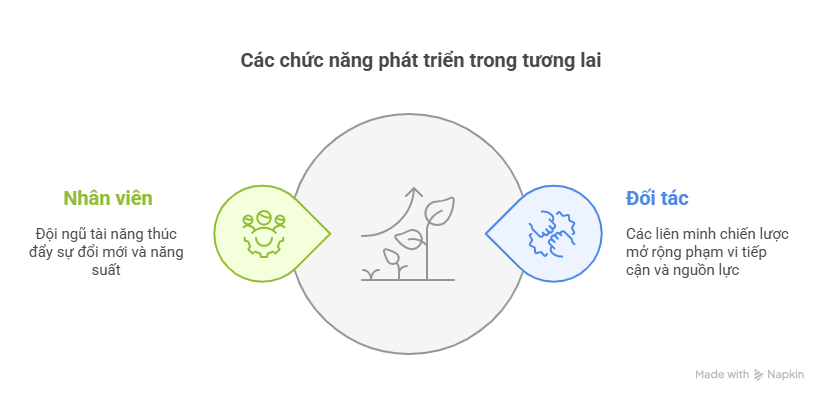 Các chức năng phát triển trong tương lai
Nhân viên
Đội ngũ tài năng thúc
đẩy sự đổi mới và năng
suất
Đối tác
Các liên minh chiến lược
mở rộng phạm vi tiếp
cận và nguồn lực
Made with Napkin